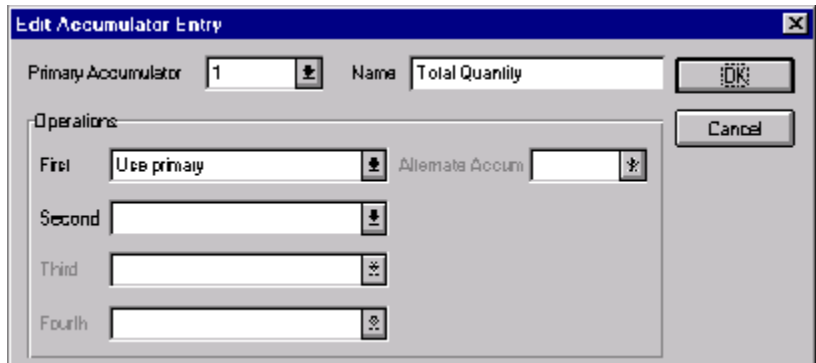 Edit Accumulator Entry
Primary Accumulator 1 Name Total Quantity OK
Cancel
Operations
First Use primary Alternate Accum
Second
Third
Fourth